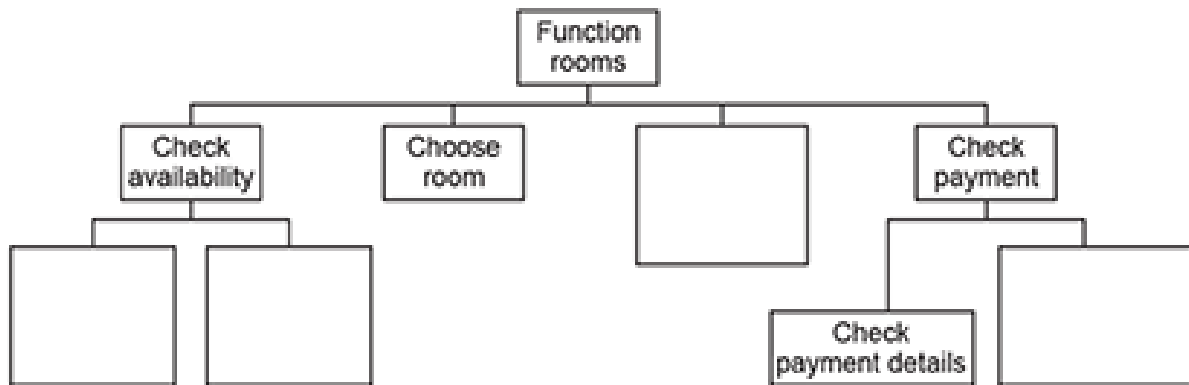 Function
rooms
Check
availability
Choose
room
Check
payment
Check
payment details